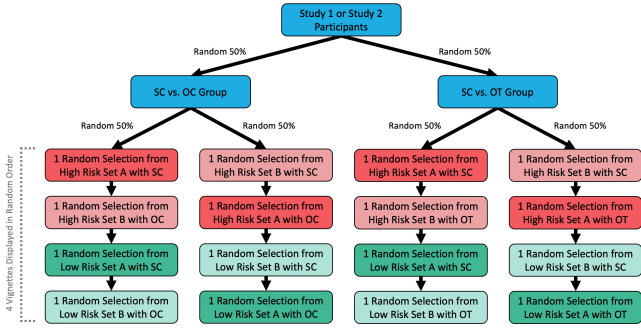 Study 1 or Study 2
Participants
Random 50%
Random 50%
SC vs. OC Group
SC vs. OT Group
Random 50%
Random 50%
Random 50%
Random 50%
4 Vignettes Displayed in Random Order
1 Random Selection from
High Risk Set A with SC
1 Random Selection from
High Risk Set B with SC
1 Random Selection from
High Risk Set A with SC
1 Random Selection from
High Risk Set B with SC
1 Random Selection from
High Risk Set B with OC
1 Random Selection from
High Risk Set A with OC
1 Random Selection from
High Risk Set B with OT
1 Random Selection from
High Risk Set A with OT
1 Random Selection from
Low Risk Set A with SC
1 Random Selection from
Low Risk Set B with SC
1 Random Selection from
Low Risk Set A with SC
1 Random Selection from
Low Risk Set B with SC
1 Random Selection from
Low Risk Set B with OC
1 Random Selection from
Low Risk Set A with OC
1 Random Selection from
Low Risk Set B with OT
1 Random Selection from
Low Risk Set A with OT